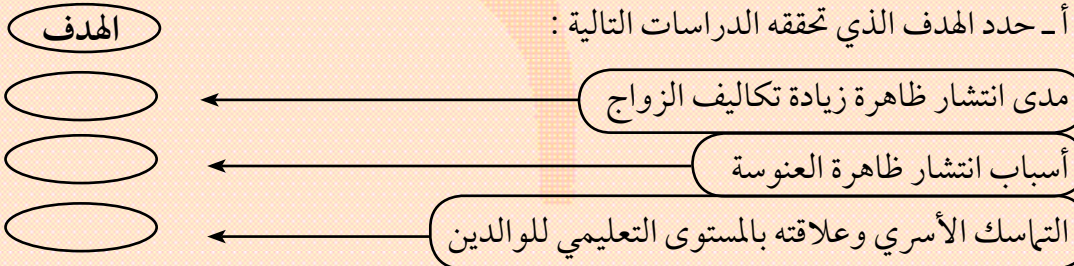 أ ـ حدد الهدف الذي تحققه الدراسات التالية :
الهدف
مدى انتشار ظاهرة زيادة تكاليف الزواج
أسباب انتشار ظاهرة العنوسة
التماسك الأسري وعلاقته بالمستوى التعليمي للوالدين